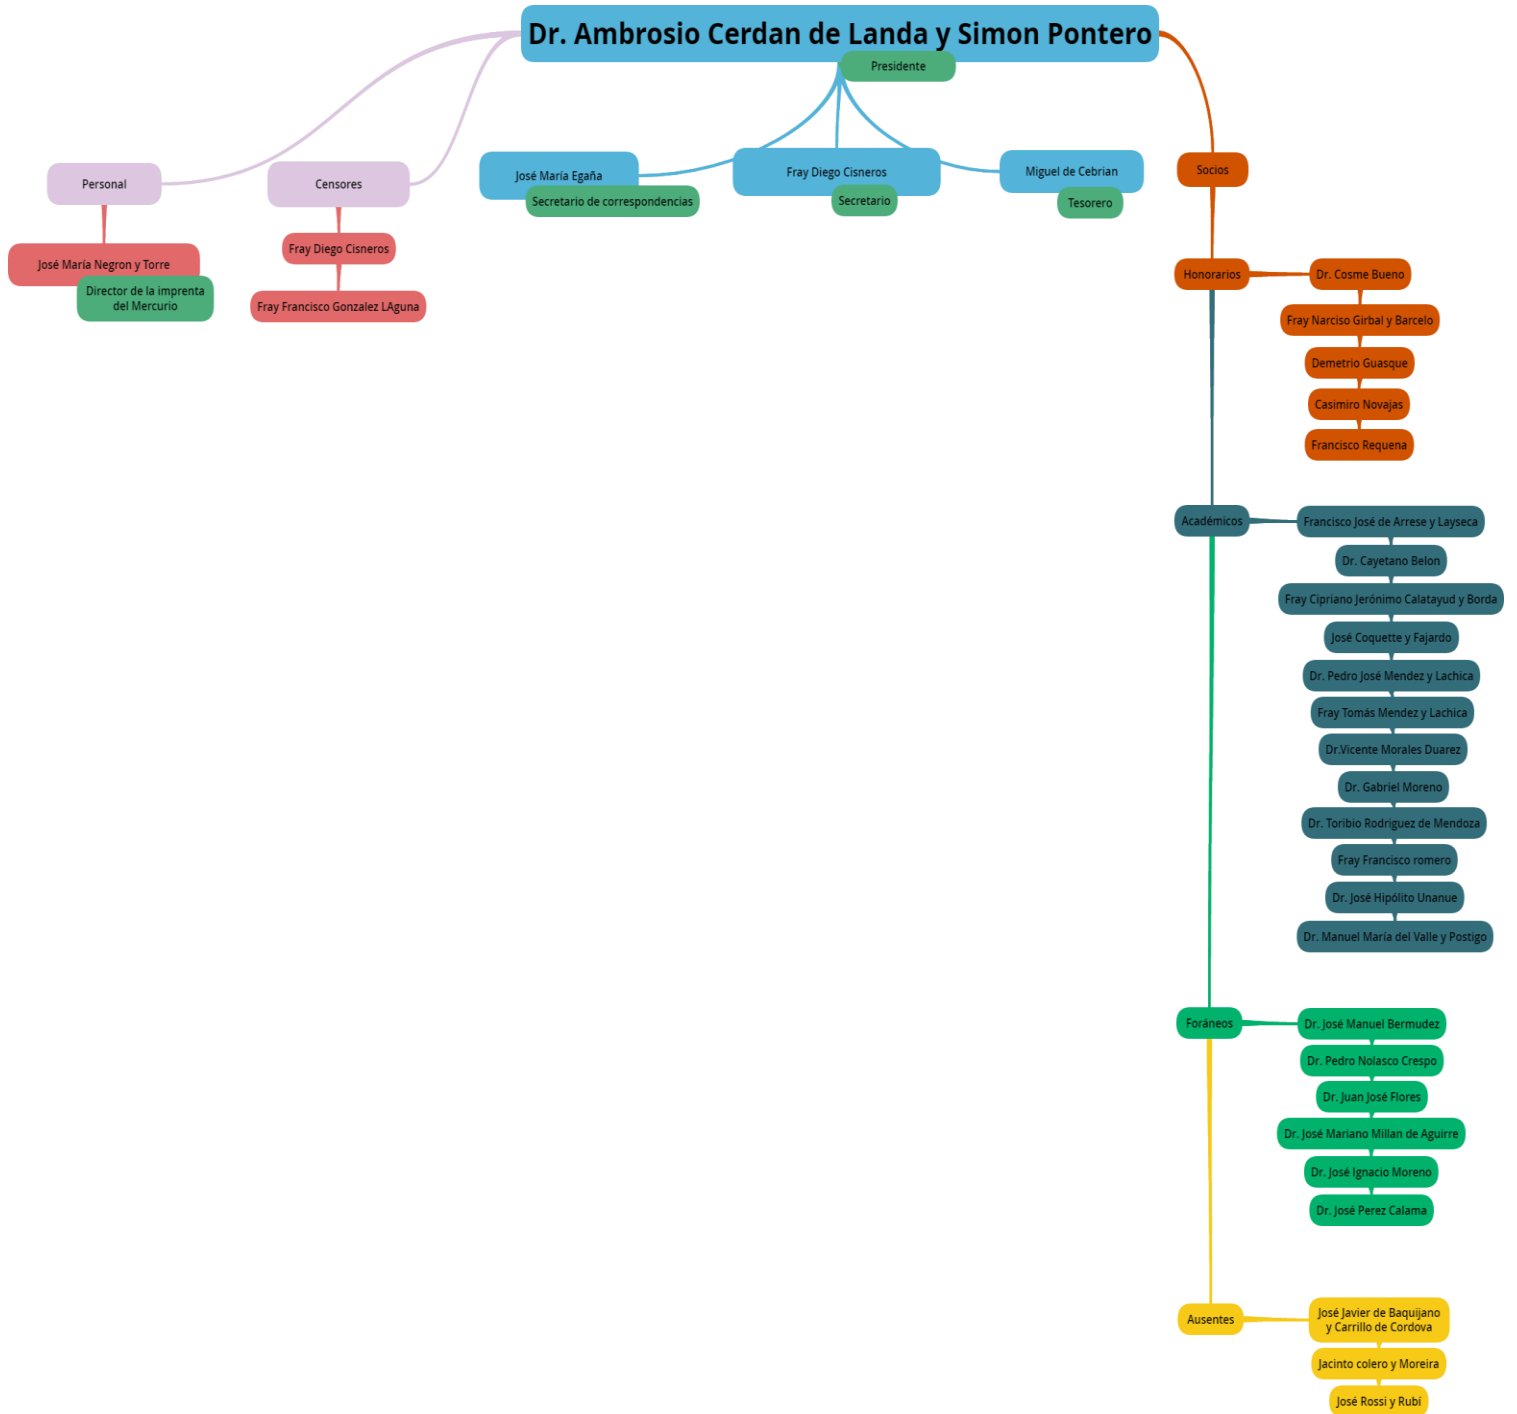 Dr. Ambrosio Cerdan de Landa y Simon Pontero
Presidente
Personal
José María Negron y Torre
Director de la imprenta
del Mercurio
Censores
Fray Diego Cisneros
Fray Francisco Gonzalez LAguna
José María Egaña
Secretario de correspondencias
Fray Diego Cisneros
Secretario
Miguel de Cebrian
Tesorero
Socios
Honorarios
Dr. Cosme Bueno
Fray Narciso Girbal y Barcelo
Demetrio Guasque
Casimiro Novajas
Francisco Requena
Académicos
Francisco José de Arrese y Layseca
Dr. Cayetano Belon
Fray Cipriano Jerónimo Calatayud y Borda
José Coquette y Fajardo
Dr. Pedro José Mendez y Lachica
Fray Tomás Mendez y Lachica
Dr.Vicente Morales Duarez
Dr. Gabriel Moreno
Dr. Toribio Rodriguez de Mendoza
Fray Francisco romero
Dr. José Hipólito Unanue
Dr. Manuel María del Valle y Postigo
Foráneos
Dr. José Manuel Bermudez
Dr. Pedro Nolasco Crespo
Dr. Juan José Flores
Dr. José Mariano Millan de Aguirre
Dr. José Ignacio Moreno
Dr. José Perez Calama
Ausentes
José Javier de Baquijano
y Carrillo de Cordova
Jacinto colero y Moreira
José Rossi y Rubí